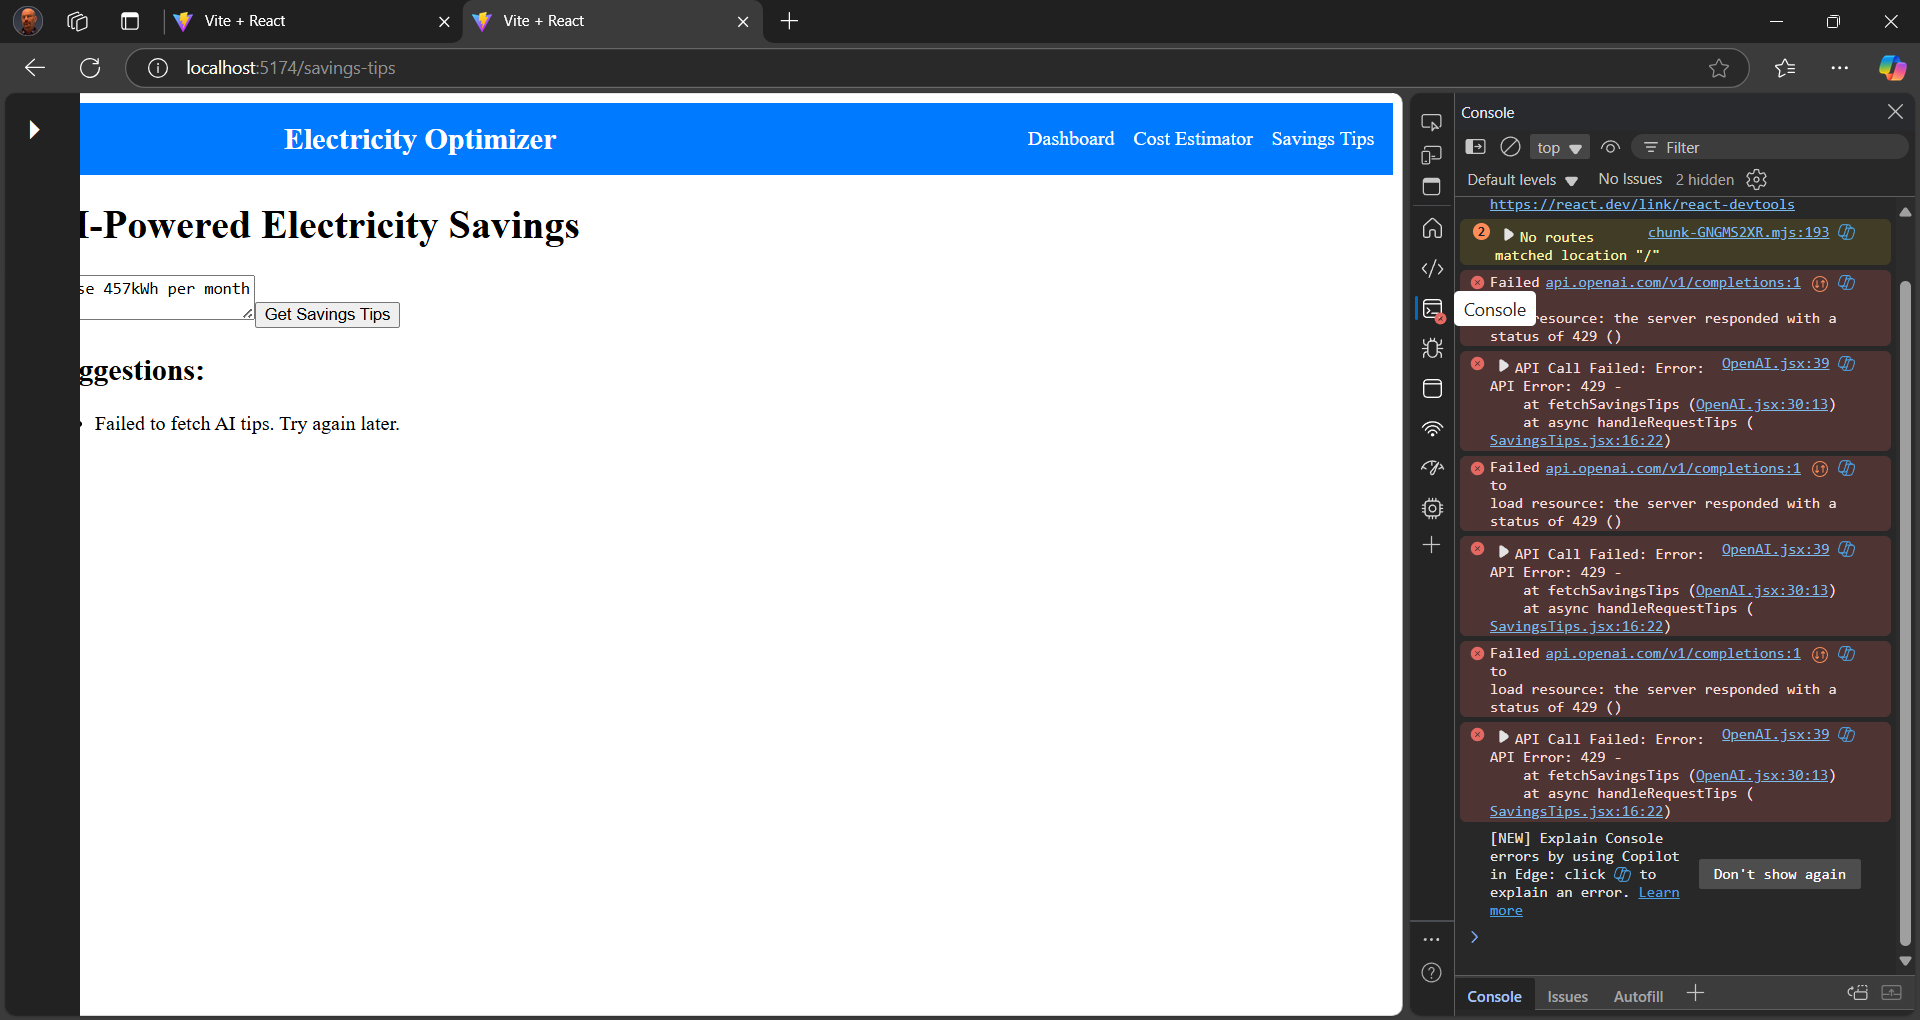 Vite + React
Vite + React
localhost:5174/savings-tips
Electricity Optimizer
Dashboard Cost Estimator Savings Tips
I-Powered Electricity Savings
se 457kWh per month
Get Savings Tips
ggestions:
Failed to fetch AI tips. Try again later.
Console
top
Filter
Default levels No Issues 2 hidden
https://react.dev/link/react-devtools
2 No routes chunk-GNGMS2XR.mjs:193
matched location "/"
Failed api.openai.com/v1/completions:1
Console
resource: the server responded with a
status of 429 ()
API Call Failed: Error: OpenAI.jsx:39
API Error: 429 -
at fetchSavingsTips (OpenAI.jsx:30:13)
at async handleRequestTips (
SavingsTips.jsx:16:22)
Failed api.openai.com/v1/completions:1
to
load resource: the server responded with a
status of 429 ()
API Call Failed: Error: OpenAI.jsx:39
API Error: 429 -
at fetchSavingsTips (OpenAI.jsx:30:13)
at async handleRequestTips (
SavingsTips.jsx:16:22)
Failed api.openai.com/v1/completions:1
to
load resource: the server responded with a
status of 429 ()
API Call Failed: Error: OpenAI.jsx:39
API Error: 429 -
at fetchSavingsTips (OpenAI.jsx:30:13)
at async handleRequestTips (
SavingsTips.jsx:16:22)
[NEW] Explain Console
errors by using Copilot
in Edge: click to
explain an error. Learn
more
Don't show again
Console Issues Autofill